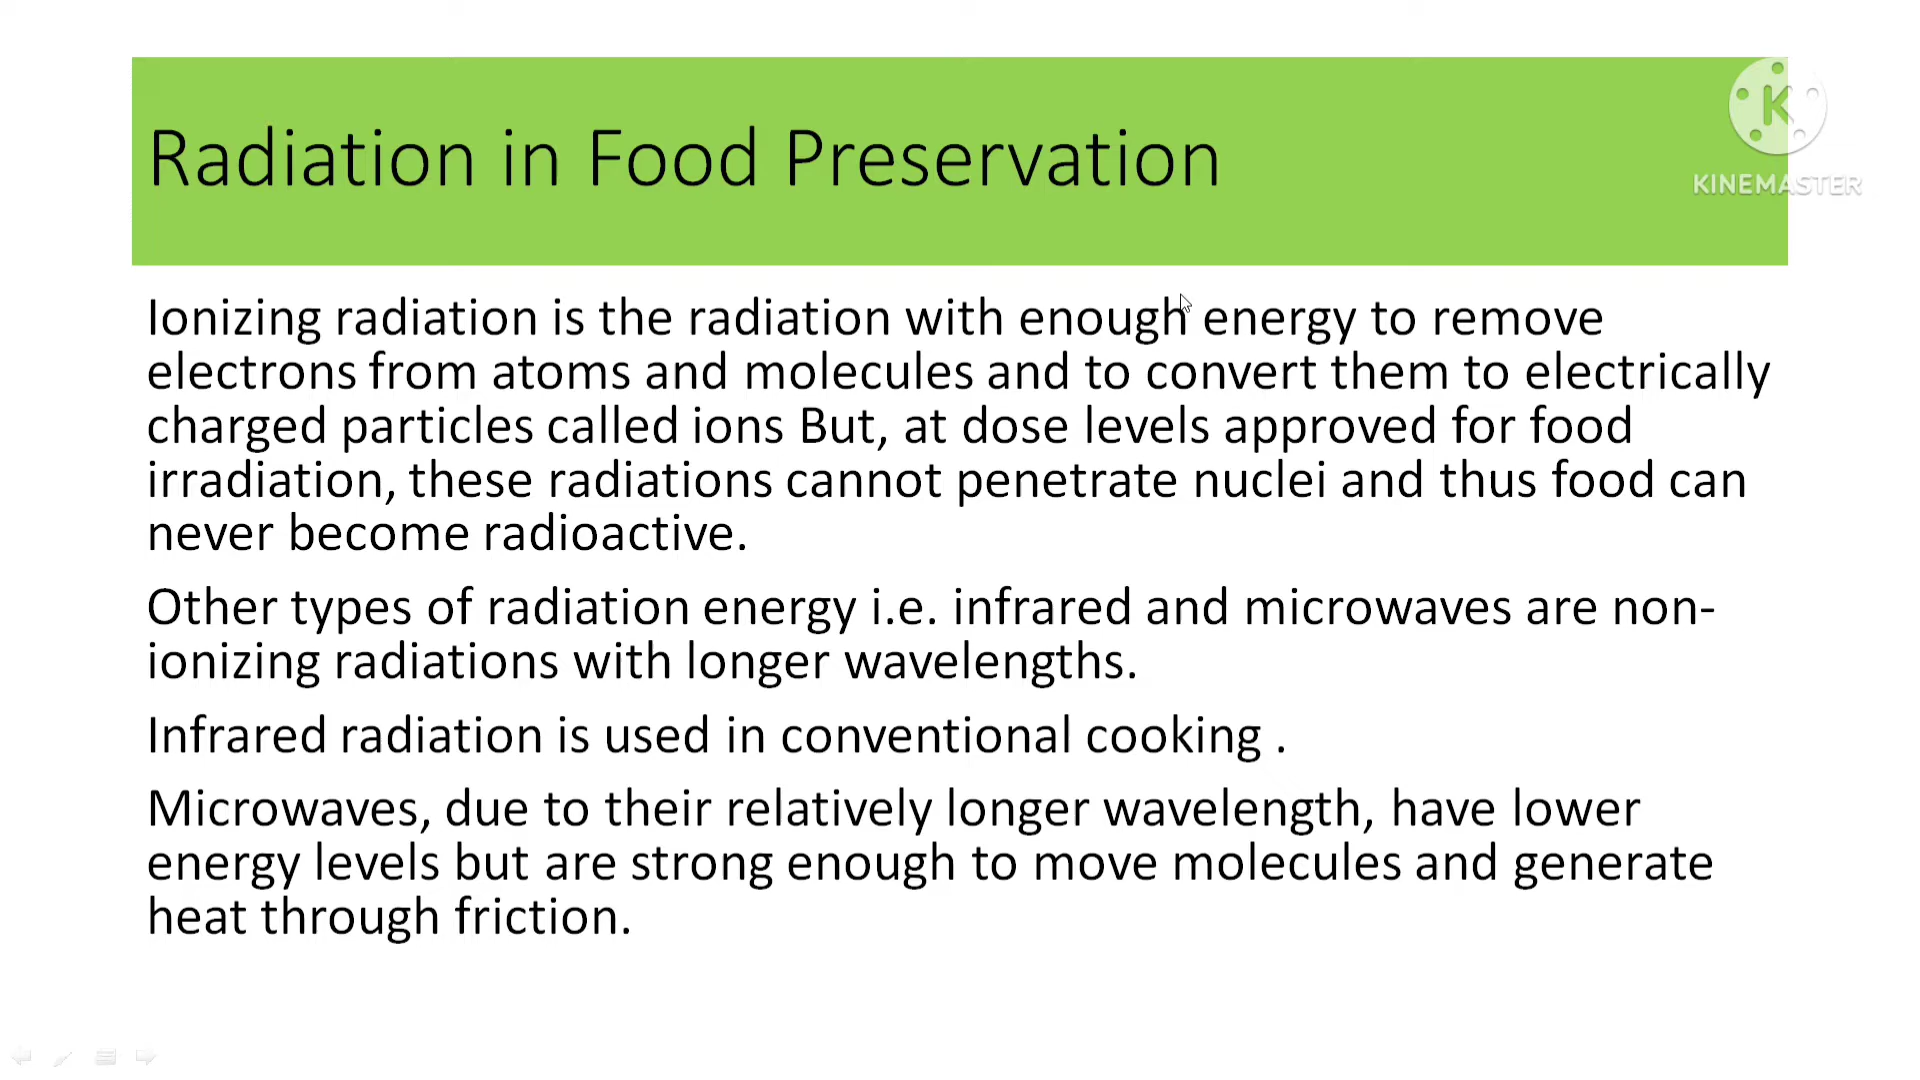 Radiation in Food Preservation
K
KINEMASTER
Ionizing radiation is the radiation with enough energy to remove
electrons from atoms and molecules and to convert them to electrically
charged particles called ions But, at dose levels approved for food
irradiation, these radiations cannot penetrate nuclei and thus food can
never become radioactive.
Other types of radiation energy i.e. infrared and microwaves are non-
ionizing radiations with longer wavelengths.
Infrared radiation is used in conventional cooking .
Microwaves, due to their relatively longer wavelength, have lower
energy levels but are strong enough to move molecules and generate
heat through friction.